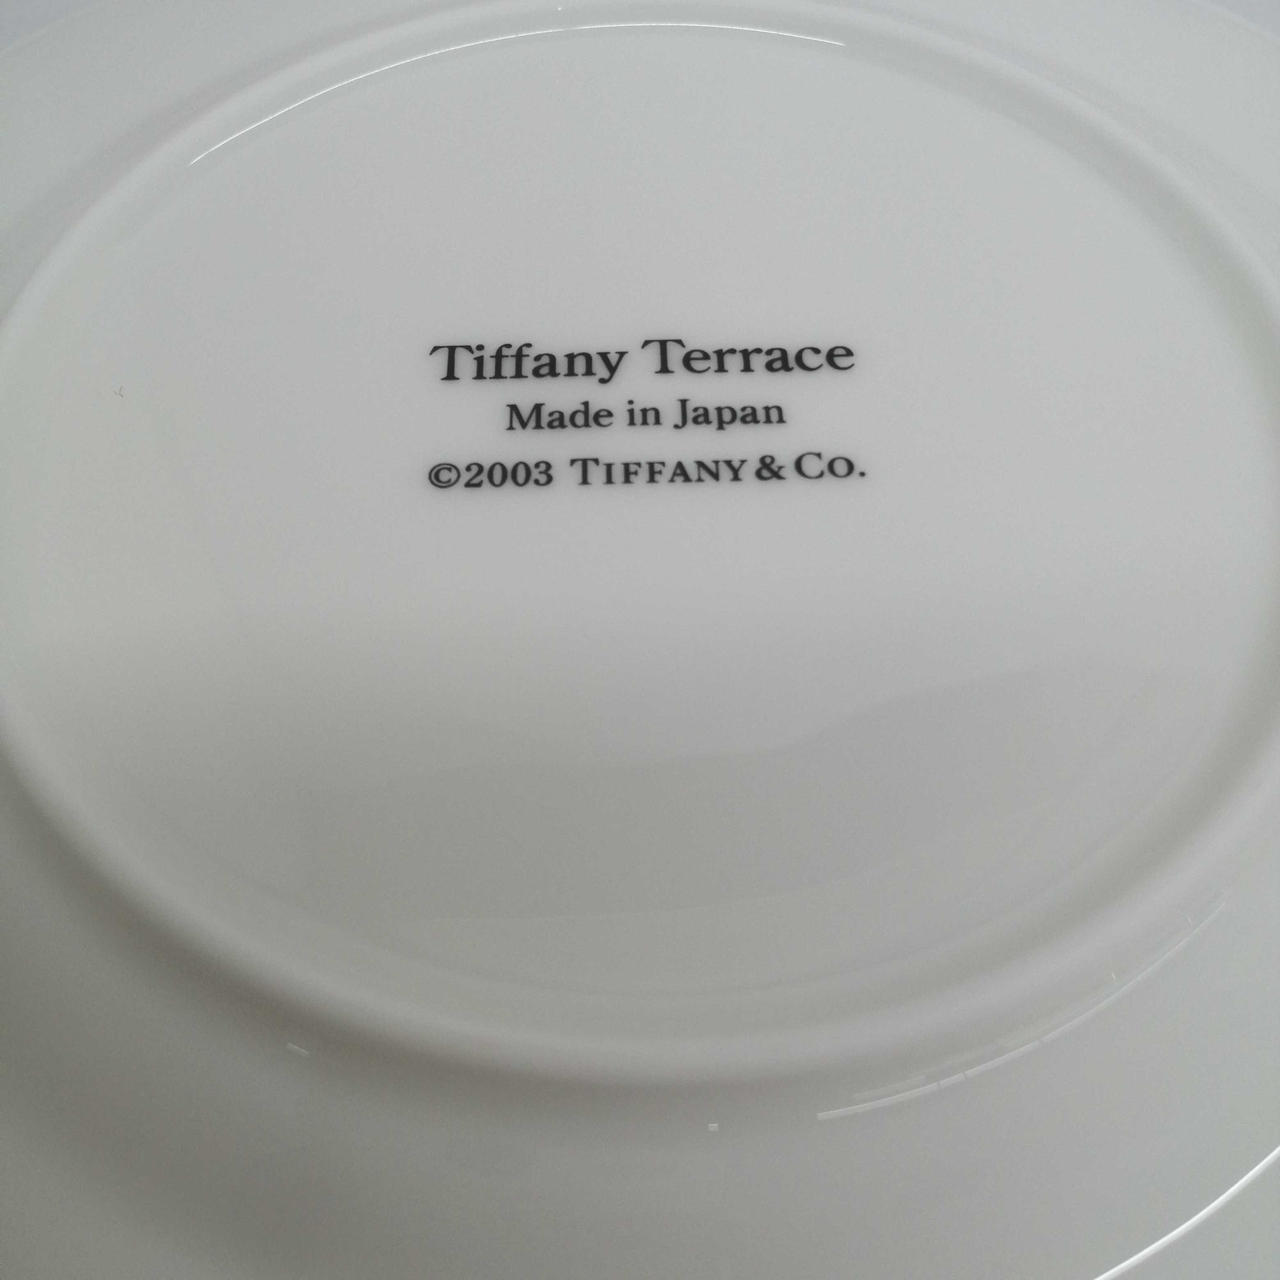 Tiffany Terrace
Made in Japan
©2003 TIFFANY & CO.